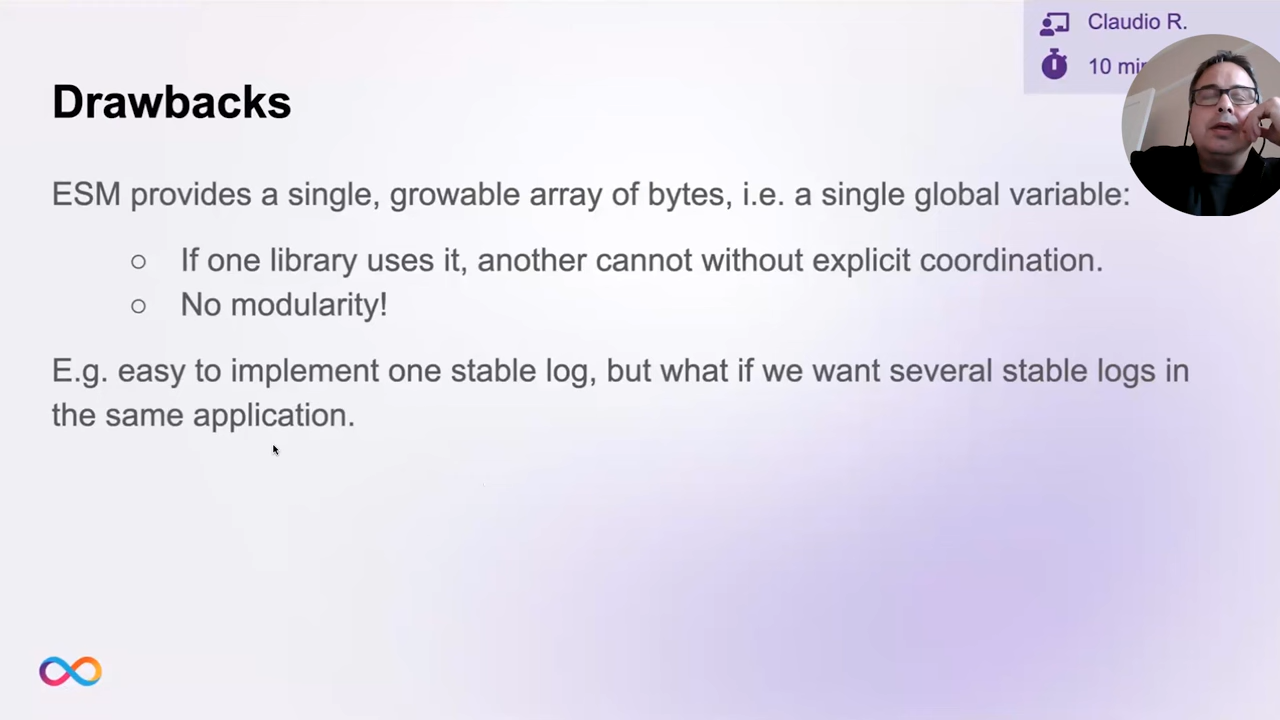 Claudio R.
10 min
Drawbacks
ESM provides a single, growable array of bytes, i.e. a single global variable:
○ If one library uses it, another cannot without explicit coordination.
○ No modularity!
E.g. easy to implement one stable log, but what if we want several stable logs in
the same application.